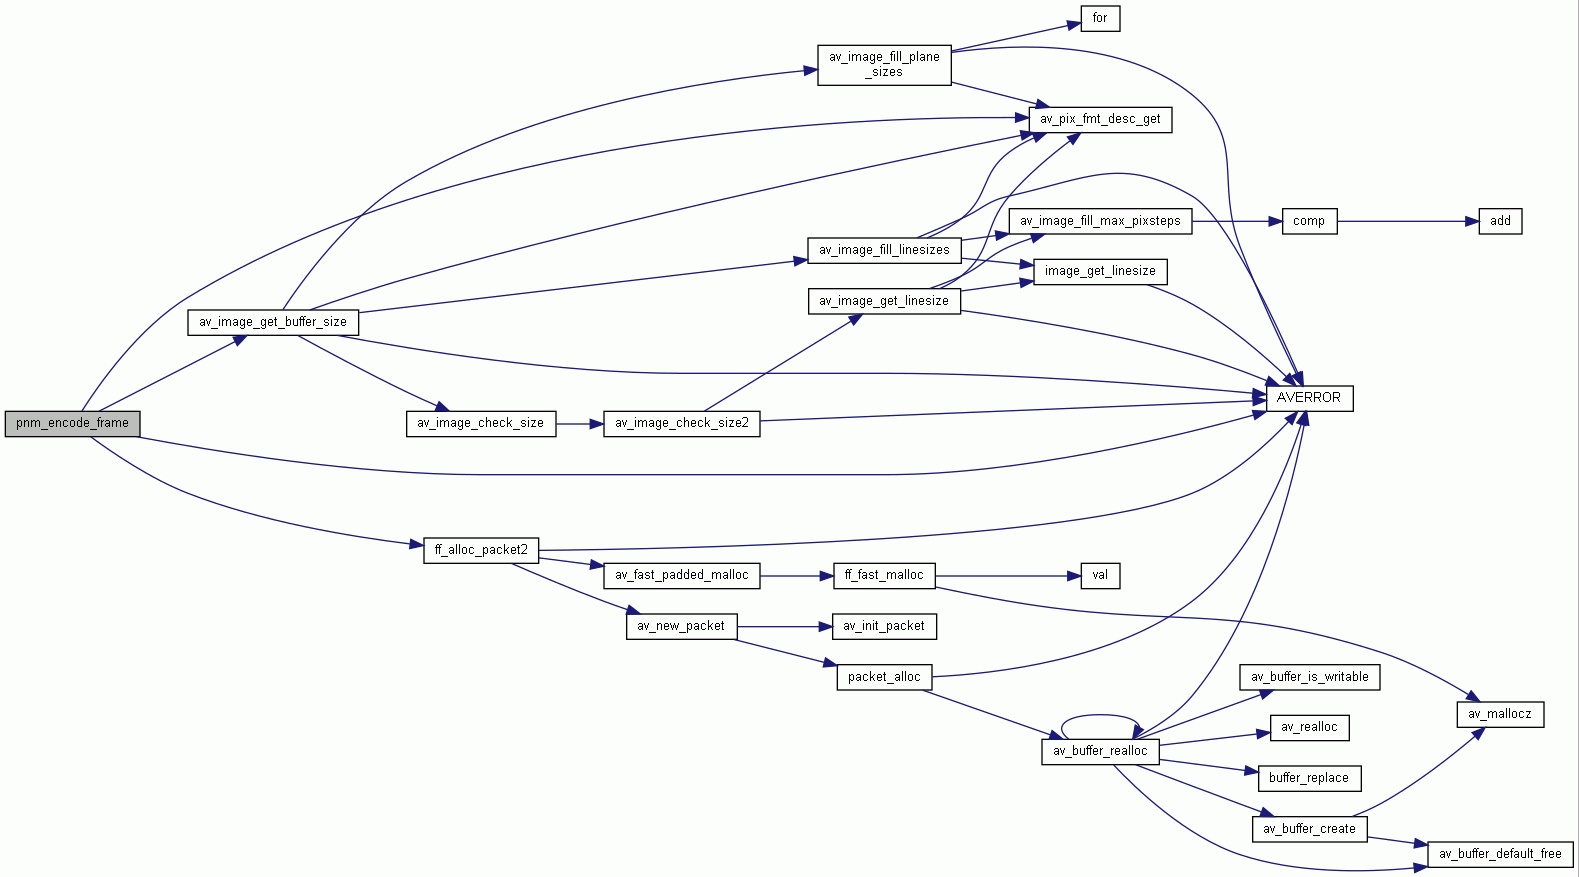 for
av_image_fill_plane
_sizes
av_pix_fmt_desc_get
av_image_fill_max_pixsteps
comp
add
av_image_fill_linesizes
image_get_linesize
av_image_get_linesize
av_image_get_buffer_size
AVERROR
pnm_encode_frame
av_image_check_size
av_image_check_size2
ff_alloc_packet2
av_fast_padded_malloc
ff_fast_malloc
val
av_new_packet
av_init_packet
packet_alloc
av_buffer_is_writable
av_mallocz
av_realloc
av_buffer_realloc
buffer_replace
av_buffer_create
av_buffer_default_free